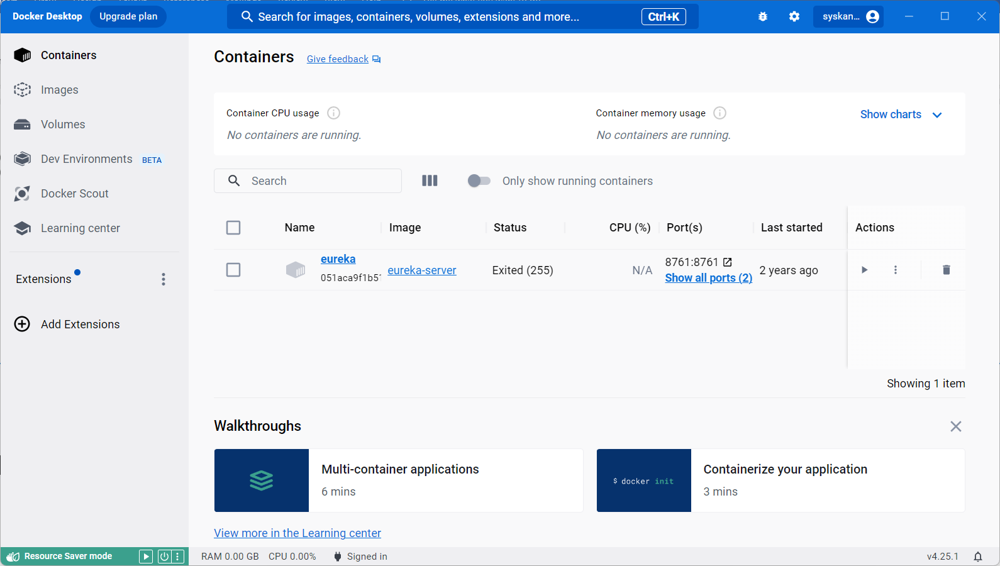 Docker Desktop Upgrade plan Search for images, containers, volumes, extensions and more... Ctrl+K syskan...
Containers
Images
Volumes
Dev Environments BETA
Docker Scout
Learning center
Extensions
Add Extensions
Containers Give feedback
Container CPU usage
No containers are running.
Container memory usage
No containers are running.
Show charts
Search Only show running containers
Name Image Status CPU (%) Port(s) Last started Actions
eureka
051aca9f1b51
eureka-server Exited (255) N/A
8761:8761
Show all ports (2)
2 years ago
Showing 1 item
Walkthroughs
Multi-container applications
6 mins
$ docker init
Containerize your application
3 mins
View more in the Learning center
Resource Saver mode RAM 0.00 GB CPU 0.00% Signed in v4.25.1